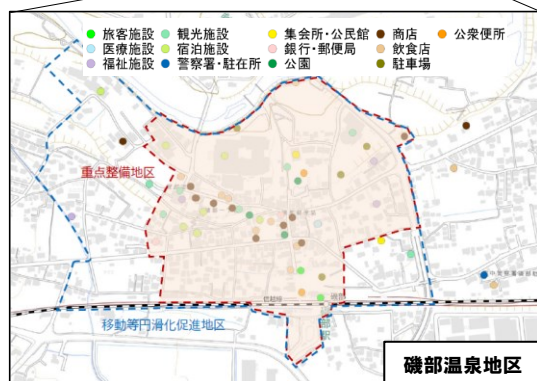 旅客施設 観光施設 集会所・公民館 商店 公衆便所
医療施設 宿泊施設 銀行・郵便局 飲食店
福祉施設 警察署・駐在所 公園 駐車場
重点整備地区
信越線
移動等円滑化促進地区
磯部温泉地区